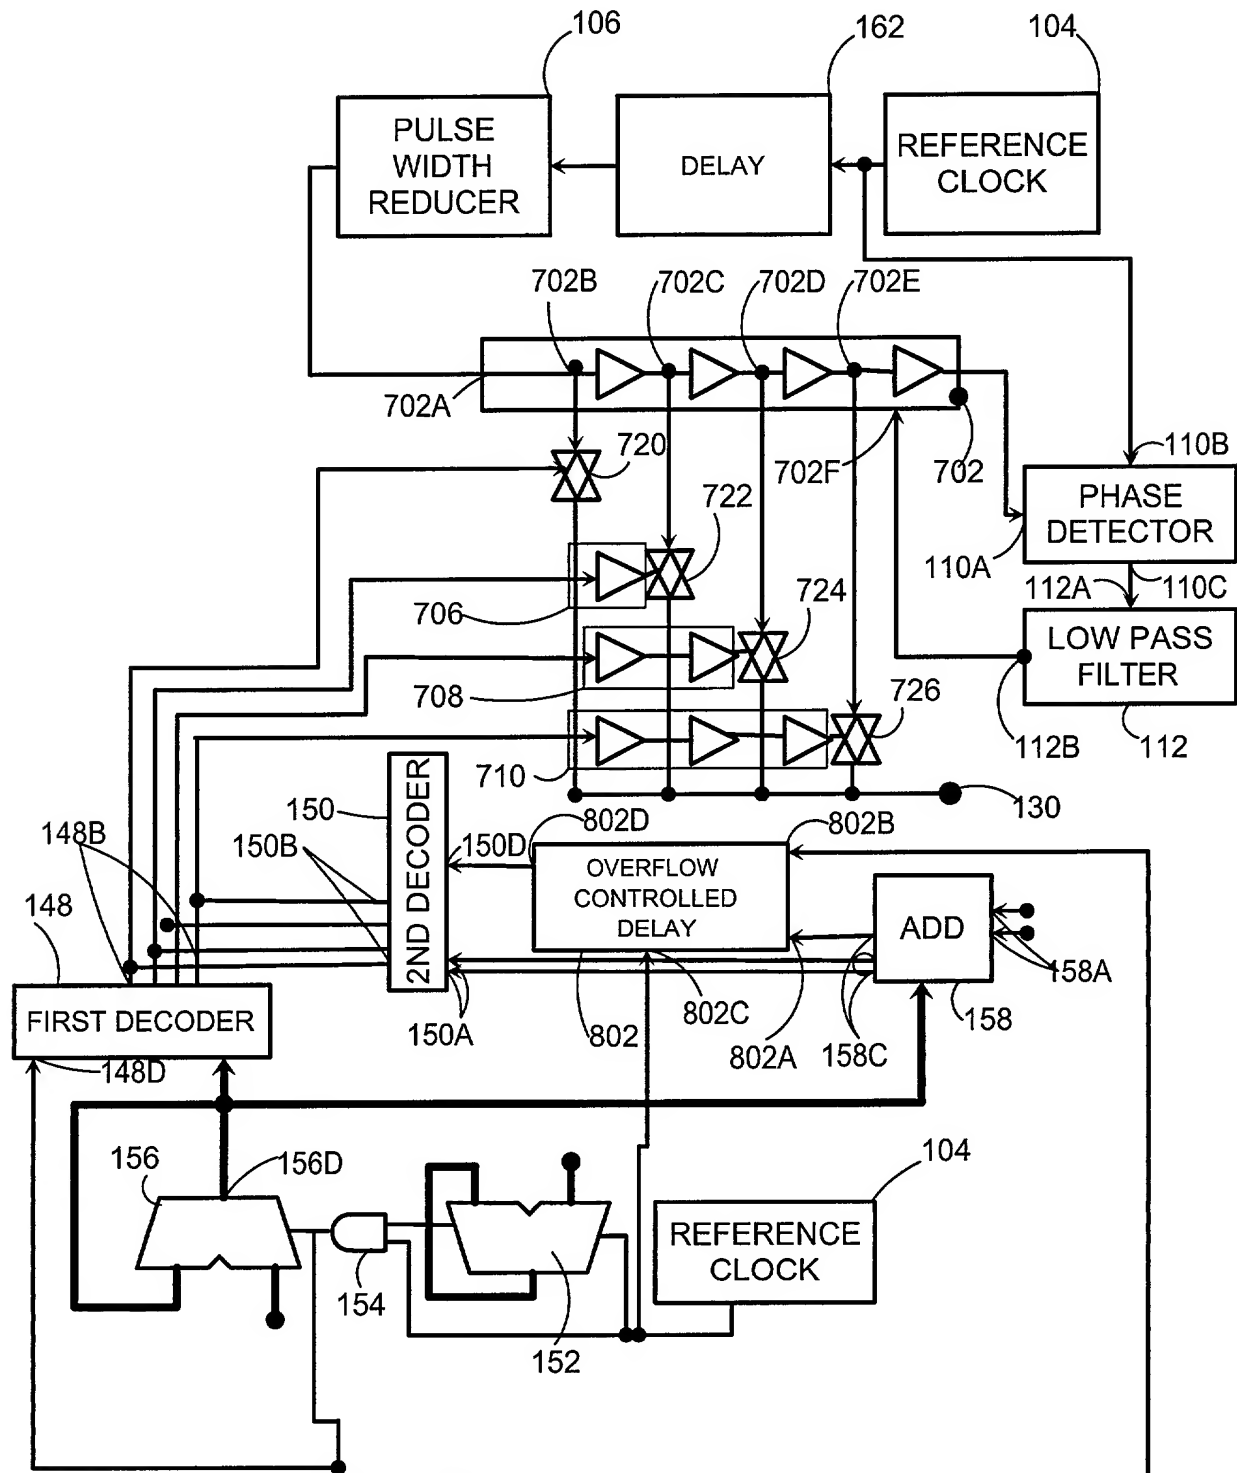 106
162
104
PULSE
WIDTH
REDUCER
DELAY
REFERENCE
CLOCK
702B
702C
702D
702E
702A
720
702F
702
110B
722
PHASE
DETECTOR
110A
706
724
112A
110C
LOW PASS
FILTER
708
726
710
112B
112
150
802D
802B
130
148B
150B
150D
2ND DECODER
OVERFLOW
CONTROLLED
DELAY
148
ADD
158A
FIRST DECODER
150A
802
802C
802A
158C
158
148D
156
156D
104
REFERENCE
CLOCK
154
152